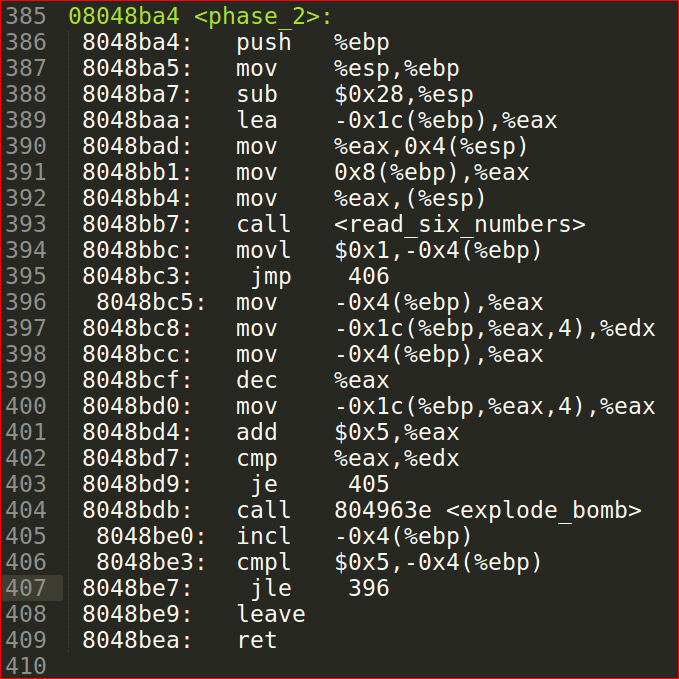 385 08048ba4 <phase_2>:
386 8048ba4: push %ebp
387 8048ba5: mov %esp,%ebp
388 8048ba7: sub $0x28,%esp
389 8048baa: lea -0x1c(%ebp),%eax
390 8048bad: mov %eax,0x4(%esp)
391 8048bb1: mov 0x8(%ebp),%eax
392 8048bb4: mov %eax,(%esp)
393 8048bb7: call <read_six_numbers>
394 8048bbc: movl $0x1,-0x4(%ebp)
395 8048bc3: jmp 406
396 8048bc5: mov -0x4(%ebp),%eax
397 8048bc8: mov -0x1c(%ebp,%eax,4),%edx
398 8048bcc: mov -0x4(%ebp),%eax
399 8048bcf: dec %eax
400 8048bd0: mov -0x1c(%ebp,%eax,4),%eax
401 8048bd4: add $0x5,%eax
402 8048bd7: cmp %eax,%edx
403 8048bd9: je 405
404 8048bdb: call 804963e <explode_bomb>
405 8048be0: incl -0x4(%ebp)
406 8048be3: cmpl $0x5,-0x4(%ebp)
407 8048be7: jle 396
408 8048be9: leave
409 8048bea: ret
410